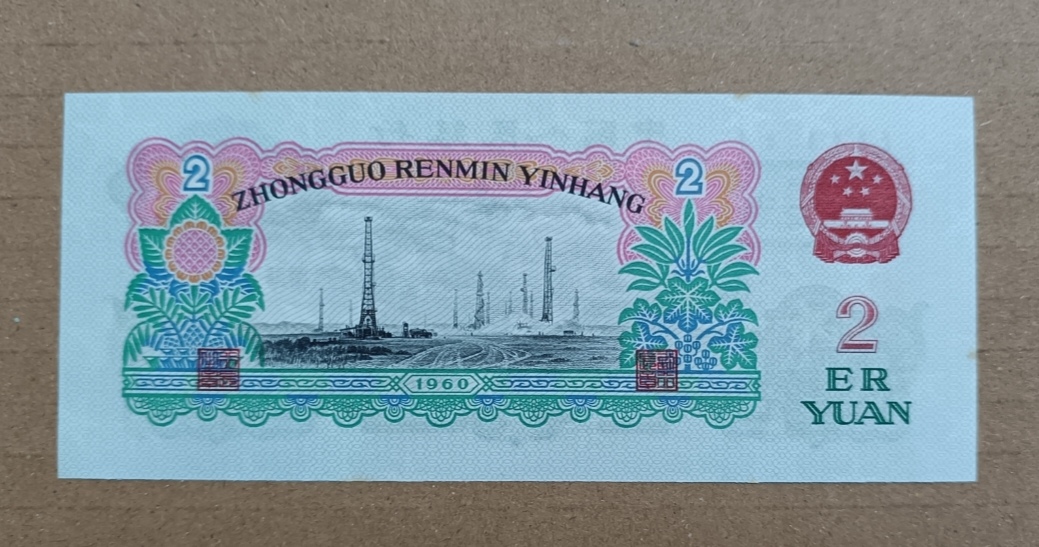 2
2
ZHONGGUO RENMIN YINHANG
1960
2
ER
YUAN